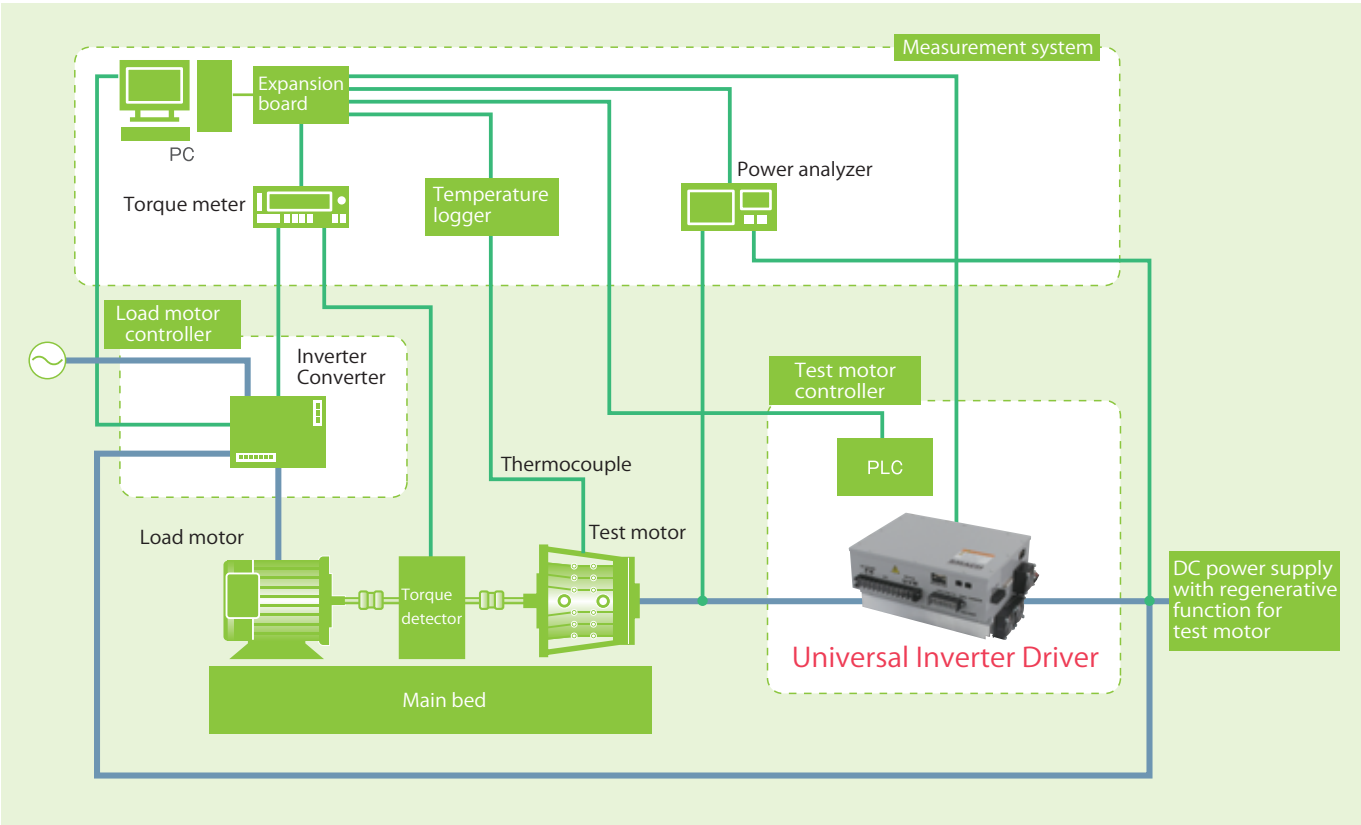 Measurement system
Expansion
board
PC
Power analyzer
Torque meter
Temperature
logger
Load motor
controller
Inverter
Converter
Test motor
controller
PLC
Thermocouple
Load motor
Test motor
Torque
detector
DC power supply
with regenerative
function for
test motor
Universal Inverter Driver
Main bed